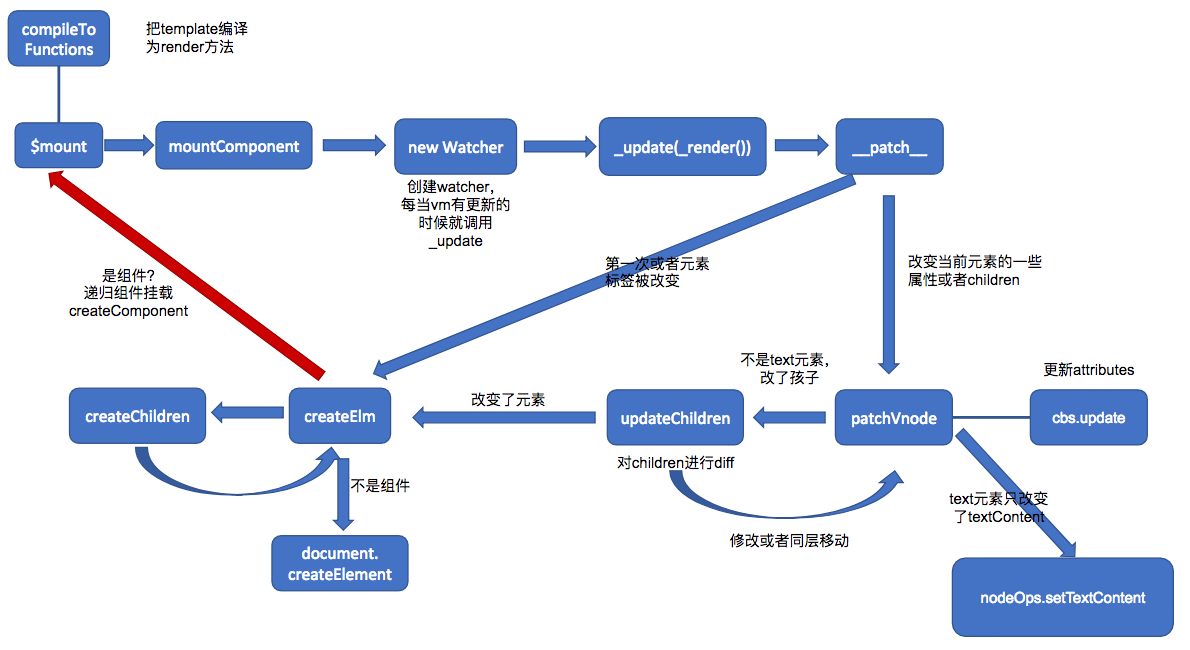 compileTo
Functions
把template编译
为render方法
$mount
mountComponent
new Watcher
_update(_render())
__patch__
创建watcher,
每当vm有更新的
时候就调用
_update
第一次或者元素
标签被改变
改变当前元素的一些
属性或者children
是组件?
递归组件挂载
createComponent
不是text元素,
改了孩子
更新attributes
createChildren
createElm
改变了元素
updateChildren
patchVnode
cbs.update
对children进行diff
不是组件
text元素只改变
了textContent
修改或者同层移动
document.
createElement
nodeOps.setTextContent